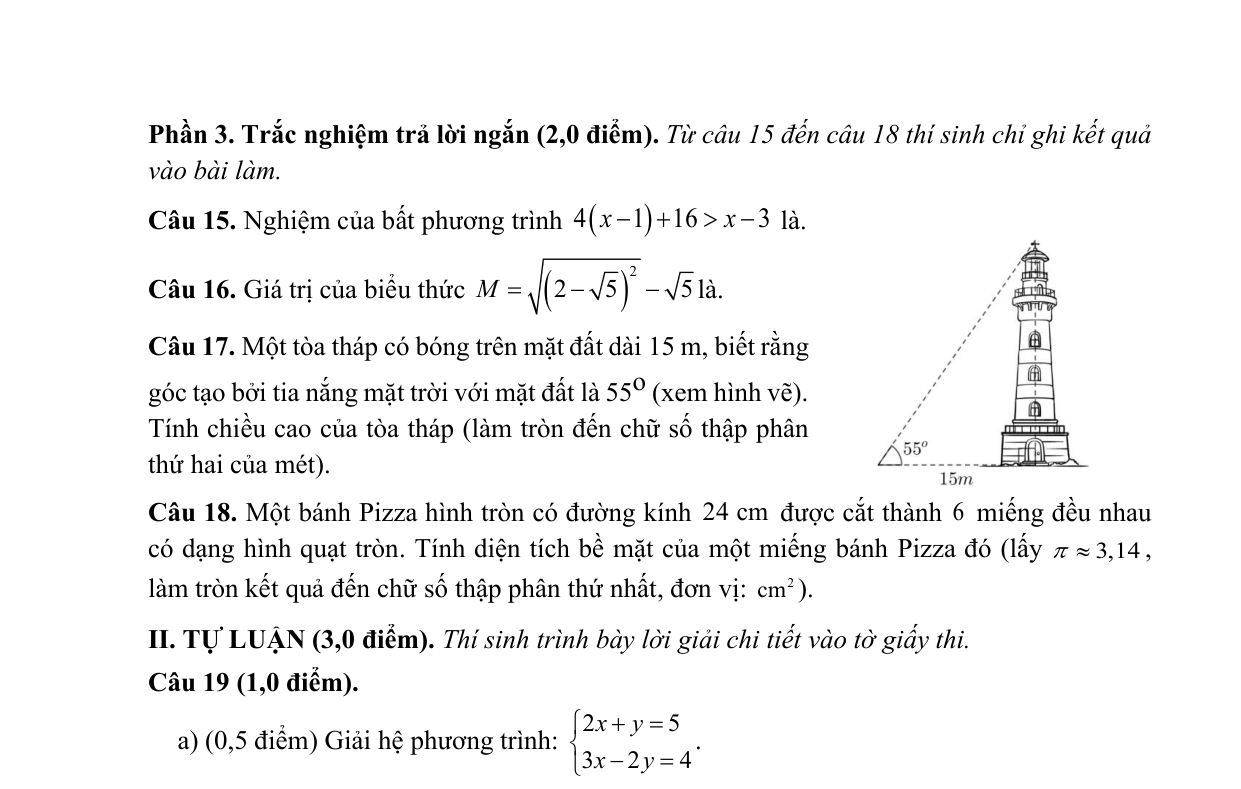 Phần 3. Trắc nghiệm trả lời ngắn (2,0 điểm). Từ câu 15 đến câu 18 thí sinh chỉ ghi kết quả
vào bài làm.
Câu 15. Nghiệm của bất phương trình 4(x−1)+16 > x−3 là.
Câu 16. Giá trị của biểu thức M = √((2−√5)²) − √5 là.
Câu 17. Một tòa tháp có bóng trên mặt đất dài 15 m, biết rằng
góc tạo bởi tia nắng mặt trời với mặt đất là 55º (xem hình vẽ).
Tính chiều cao của tòa tháp (làm tròn đến chữ số thập phân
thứ hai của mét).
55º
15m
Câu 18. Một bánh Pizza hình tròn có đường kính 24 cm được cắt thành 6 miếng đều nhau
có dạng hình quạt tròn. Tính diện tích bề mặt của một miếng bánh Pizza đó (lấy π ≈ 3,14,
làm tròn kết quả đến chữ số thập phân thứ nhất, đơn vị: cm²).
II. TỰ LUẬN (3,0 điểm). Thí sinh trình bày lời giải chi tiết vào tờ giấy thi.
Câu 19 (1,0 điểm).
a) (0,5 điểm) Giải hệ phương trình: { 2x + y = 5
3x − 2y = 4 .